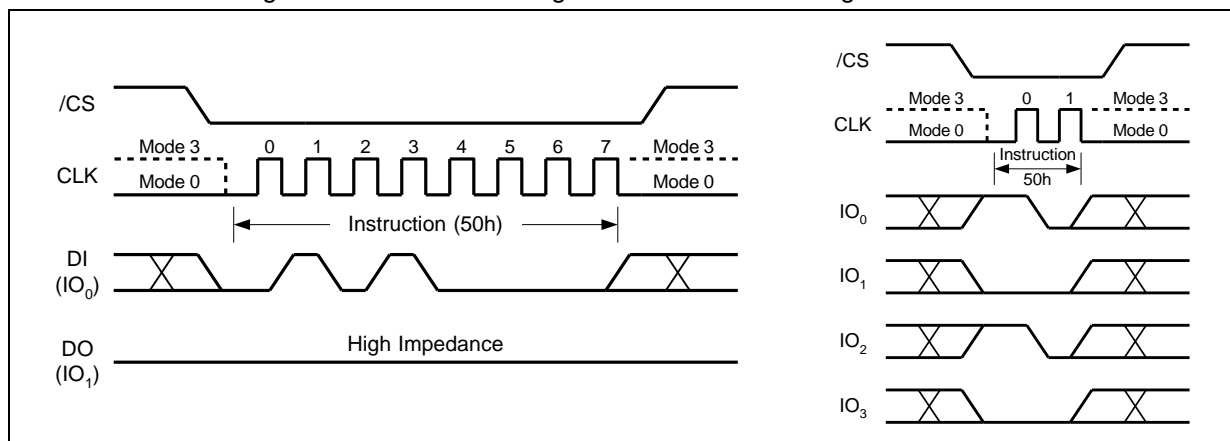 /CS
Mode 3
0 1 2 3 4 5 6 7
Mode 3
CLK
Mode 0
Mode 0
Instruction (50h)
DI
(IO0)
DO
(IO1)
High Impedance
/CS
Mode 3
0 1
Mode 3
CLK
Mode 0
Mode 0
Instruction
50h
IO0
IO1
IO2
IO3